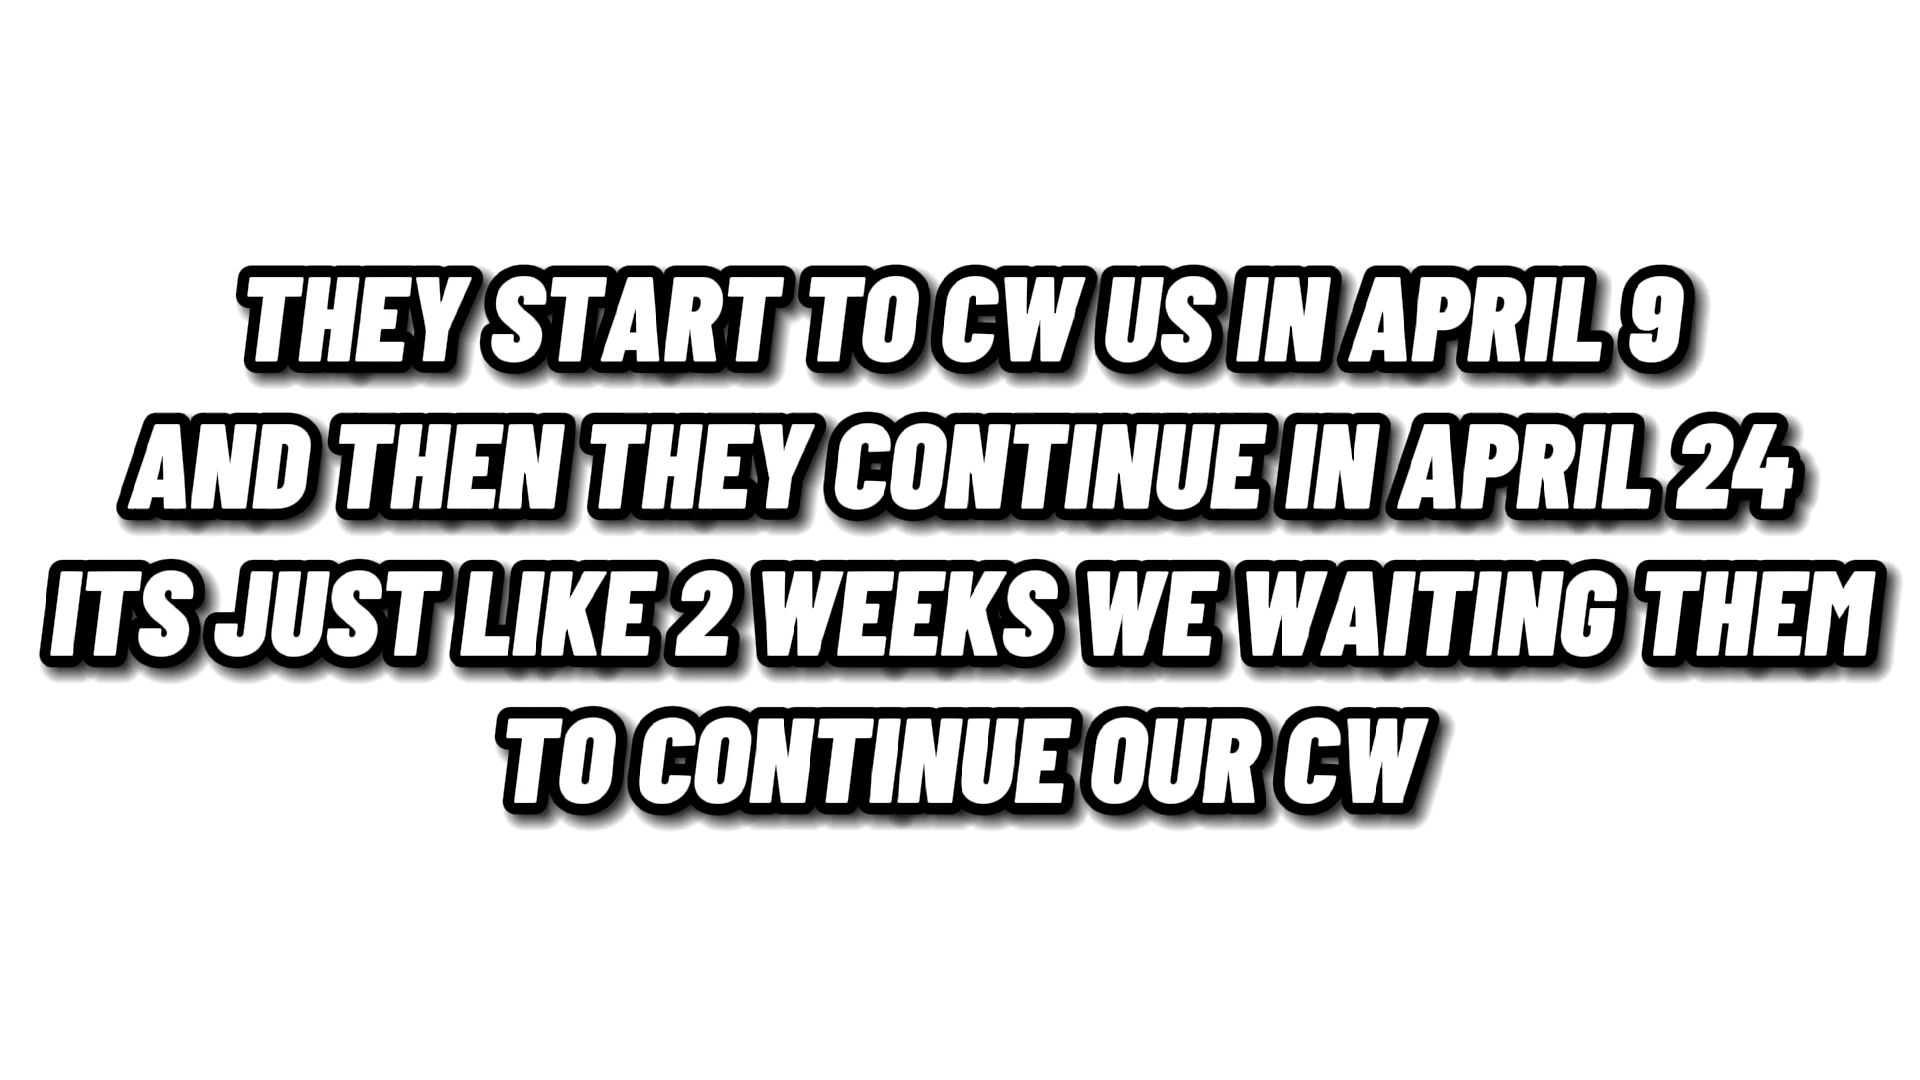 THEY START TO CW US IN APRIL 9
AND THEN THEY CONTINUE IN APRIL 24
ITS JUST LIKE 2 WEEKS WE WAITING THEM
TO CONTINUE OUR CW